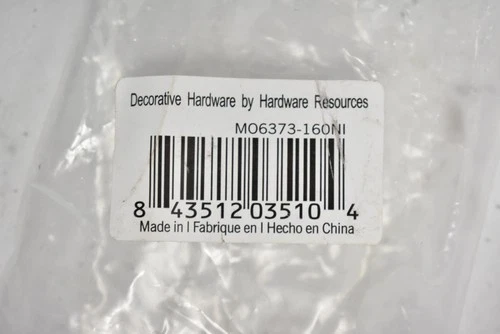 Decorative Hardware by Hardware Resources
MO6373-160NI
8 43512 03510 4
Made in I Fabrique en I Hecho en China